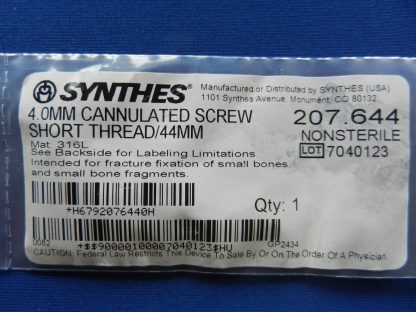 SYNTHES®
Manufactured or Distributed by SYNTHES (USA)
1101 Synthes Avenue, Monument, CO 80132
4.0MM CANNULATED SCREW
SHORT THREAD/44MM
207.644
NONSTERILE
LOT 7040123
Mat: 316L
See Backside for Labeling Limitations
Intended for fracture fixation of small bones
and small bone fragments.
+H6792076440H
Qty: 1
0082
+$$90000100007040123$HU
GP2434
CAUTION: Federal Law Restricts This Device To Sale By Or On The Order Of A Physician.